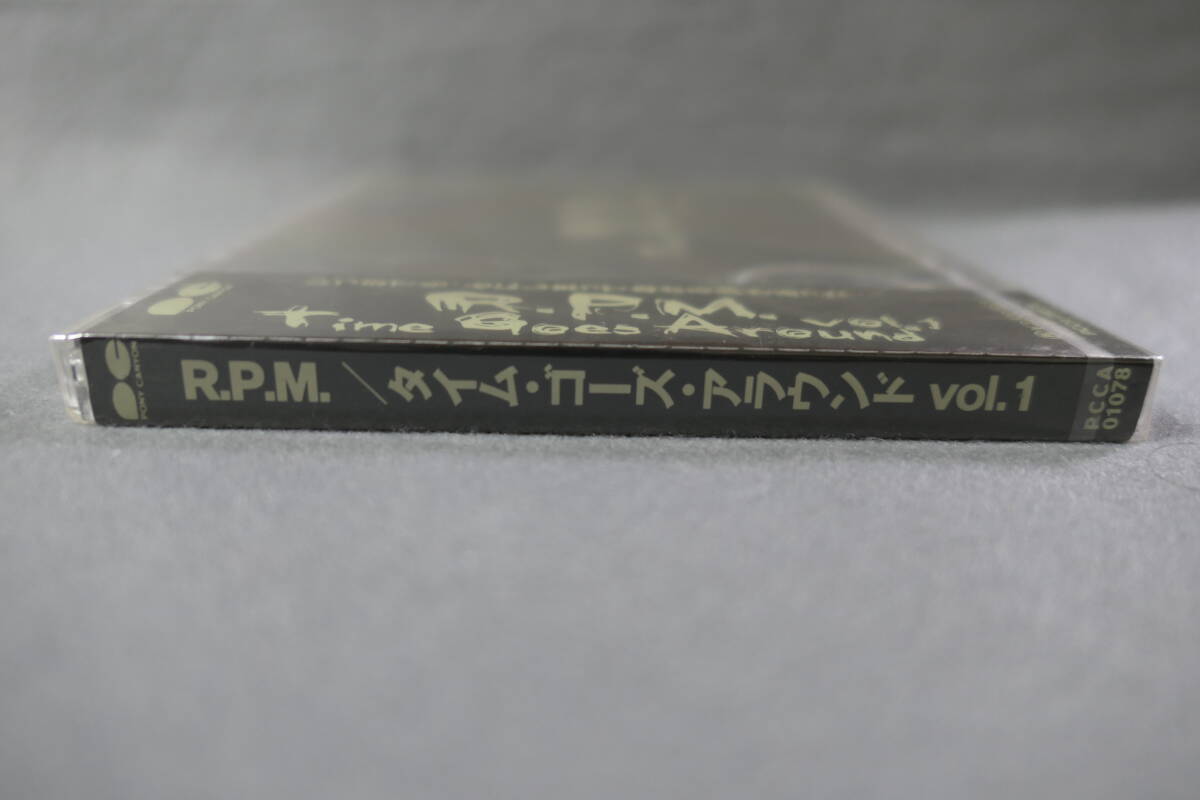 R.P.M. vol.1
Time Goes Around
PONY CANYON
R.P.M. / タイム・ゴーズ・アラウンド vol.1
PCCA
01078